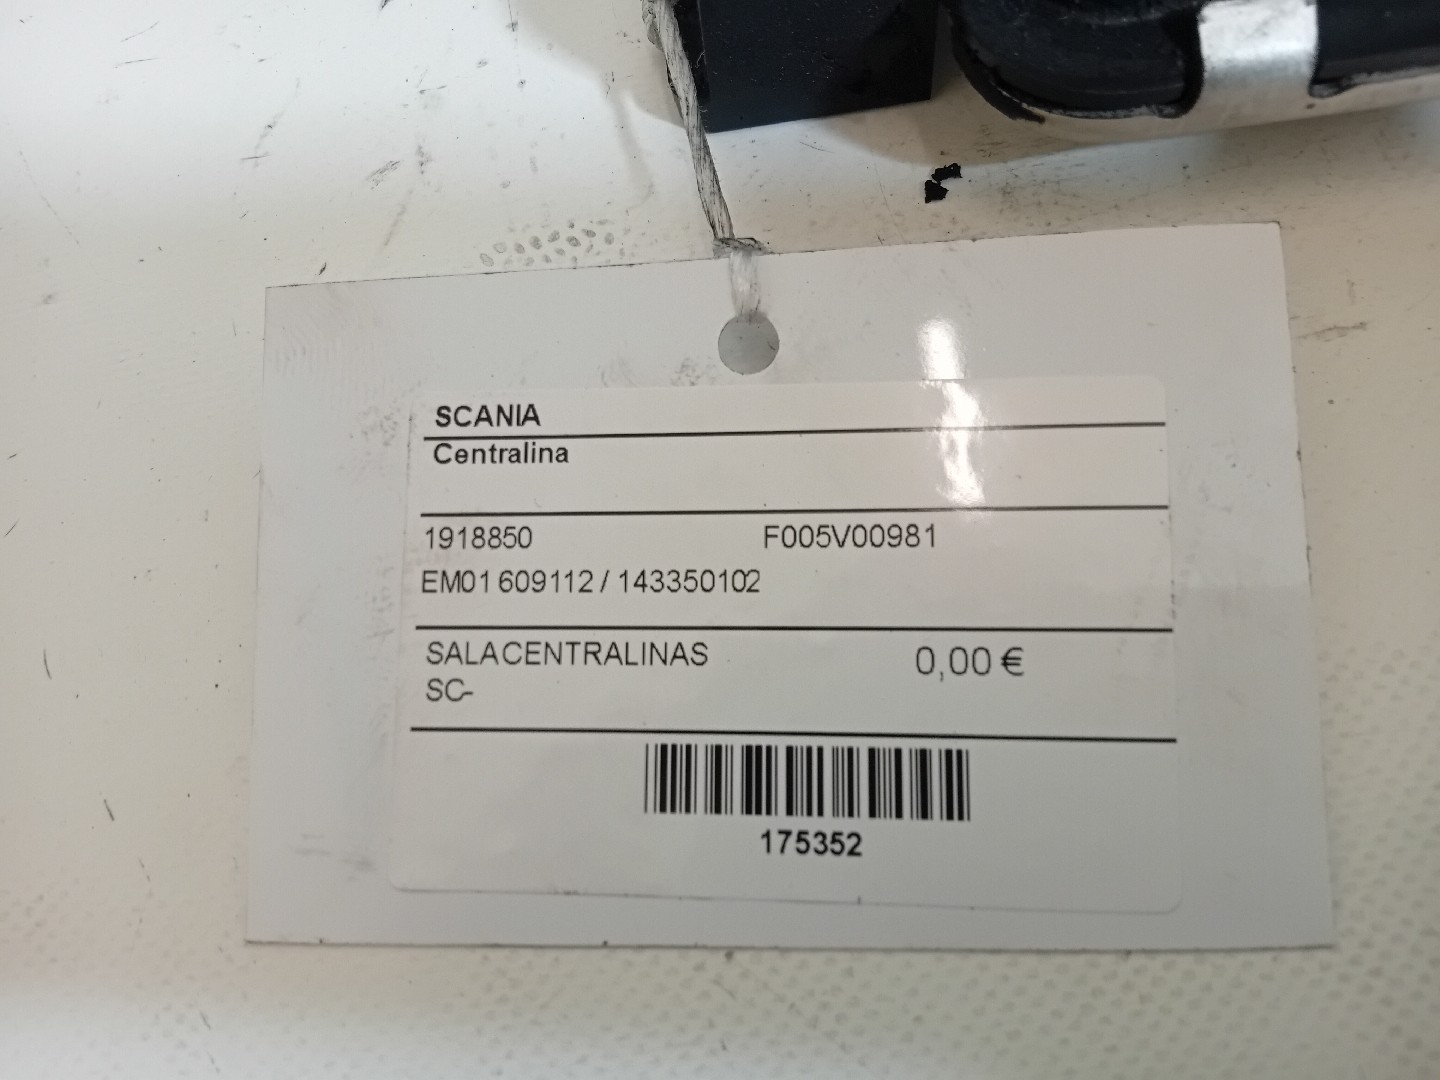 SCANIA
Centralina
1918850 F005V00981
EM01 609112 / 143350102
SALACENTRALINAS 0,00 €
SC-
175352